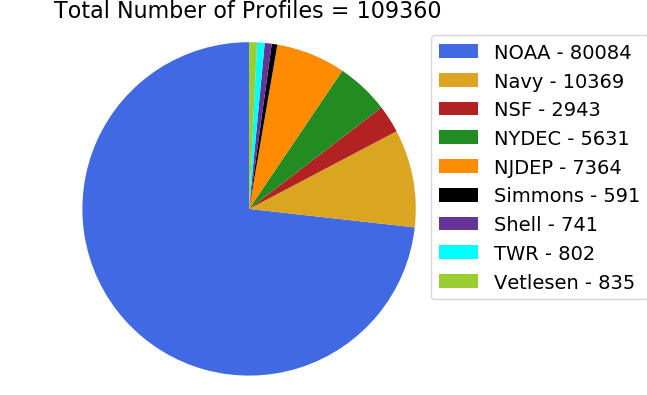 Total Number of Profiles = 109360
NOAA - 80084
Navy - 10369
NSF - 2943
NYDEC - 5631
NJDEP - 7364
Simmons - 591
Shell - 741
TWR - 802
Vetlesen - 835